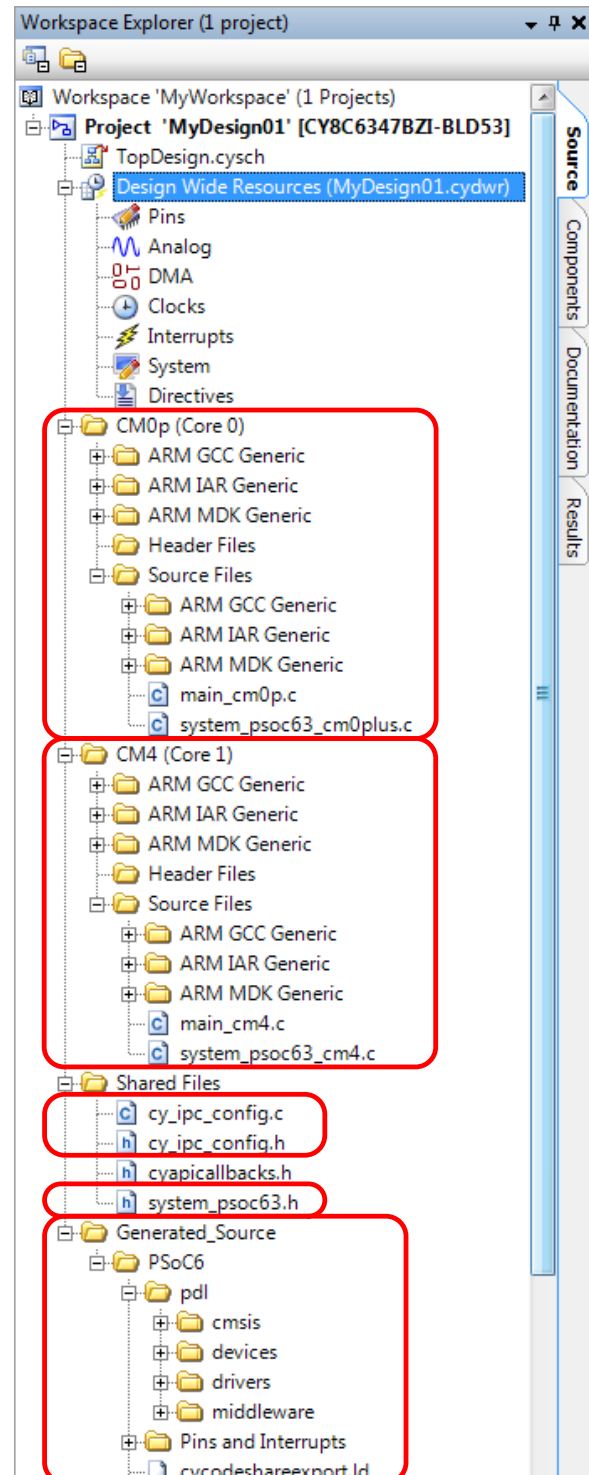 Workspace Explorer (1 project)
Workspace 'MyWorkspace' (1 Projects)
Project 'MyDesign01' [CY8C6347BZI-BLD53]
TopDesign.cysch
Design Wide Resources (MyDesign01.cydwr)
Pins
Analog
DMA
Clocks
Interrupts
System
Directives
CM0p (Core 0)
ARM GCC Generic
ARM IAR Generic
ARM MDK Generic
Header Files
Source Files
ARM GCC Generic
ARM IAR Generic
ARM MDK Generic
main_cm0p.c
system_psoc63_cm0plus.c
CM4 (Core 1)
ARM GCC Generic
ARM IAR Generic
ARM MDK Generic
Header Files
Source Files
ARM GCC Generic
ARM IAR Generic
ARM MDK Generic
main_cm4.c
system_psoc63_cm4.c
Shared Files
cy_ipc_config.c
cy_ipc_config.h
cyapicallbacks.h
system_psoc63.h
Generated_Source
PSoC6
pdl
cmsis
devices
drivers
middleware
Pins and Interrupts
cycodeshareexport.ld
Source
Components
Documentation
Results